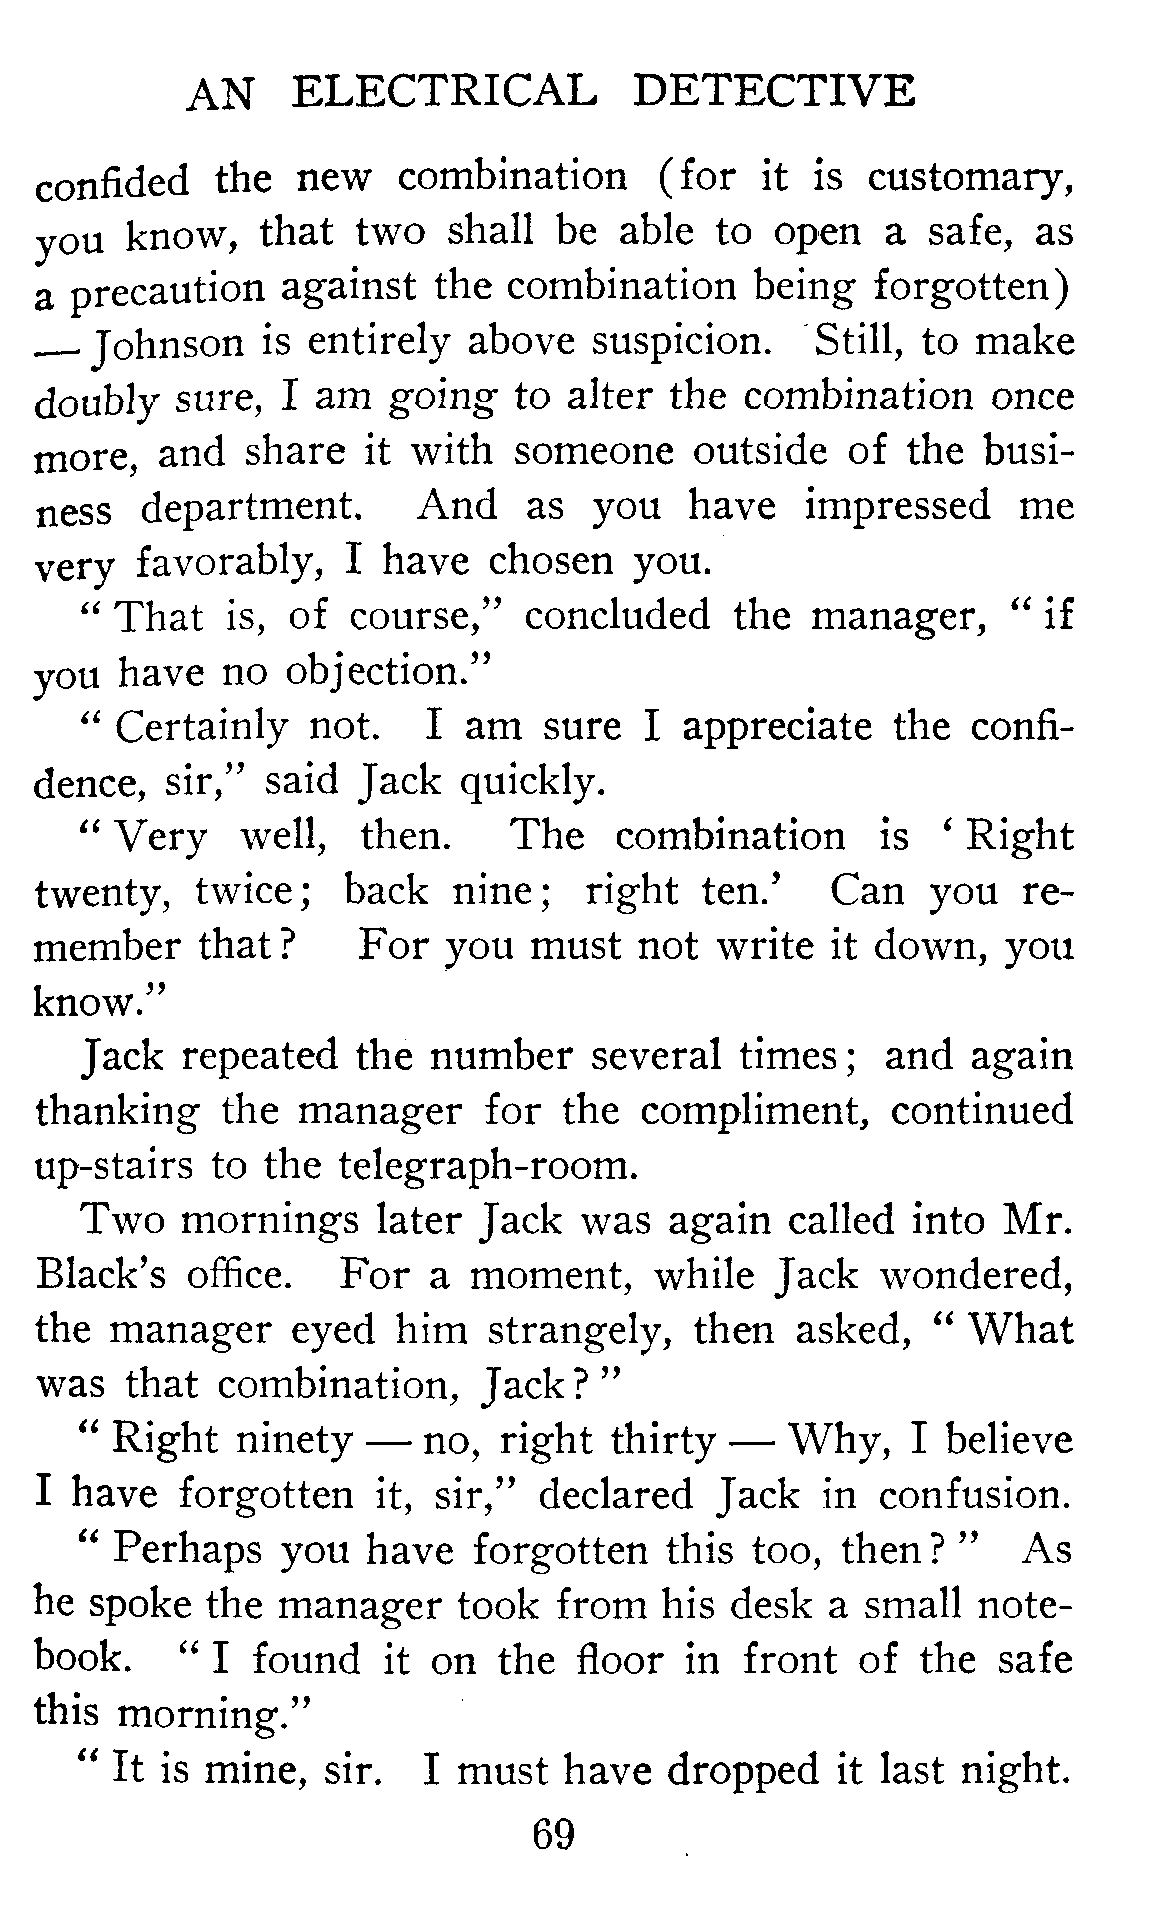 AN ELECTRICAL DETECTIVE
confided the new combination (for it is customary,
you know, that two shall be able to open a safe, as
a precaution against the combination being forgotten)
— Johnson is entirely above suspicion. Still, to make
doubly sure, I am going to alter the combination once
more, and share it with someone outside of the busi-
ness department. And as you have impressed me
very favorably, I have chosen you.
" That is, of course," concluded the manager, " if
you have no objection."
" Certainly not. I am sure I appreciate the confi-
dence, sir," said Jack quickly.
" Very well, then. The combination is ' Right
twenty, twice; back nine; right ten.' Can you re-
member that? For you must not write it down, you
know."
Jack repeated the number several times; and again
thanking the manager for the compliment, continued
up-stairs to the telegraph-room.
Two mornings later Jack was again called into Mr.
Black's office. For a moment, while Jack wondered,
the manager eyed him strangely, then asked, " What
was that combination, Jack? "
" Right ninety — no, right thirty — Why, I believe
I have forgotten it, sir," declared Jack in confusion.
" Perhaps you have forgotten this too, then? " As
he spoke the manager took from his desk a small note-
book. " I found it on the floor in front of the safe
this morning."
" It is mine, sir. I must have dropped it last night.
69